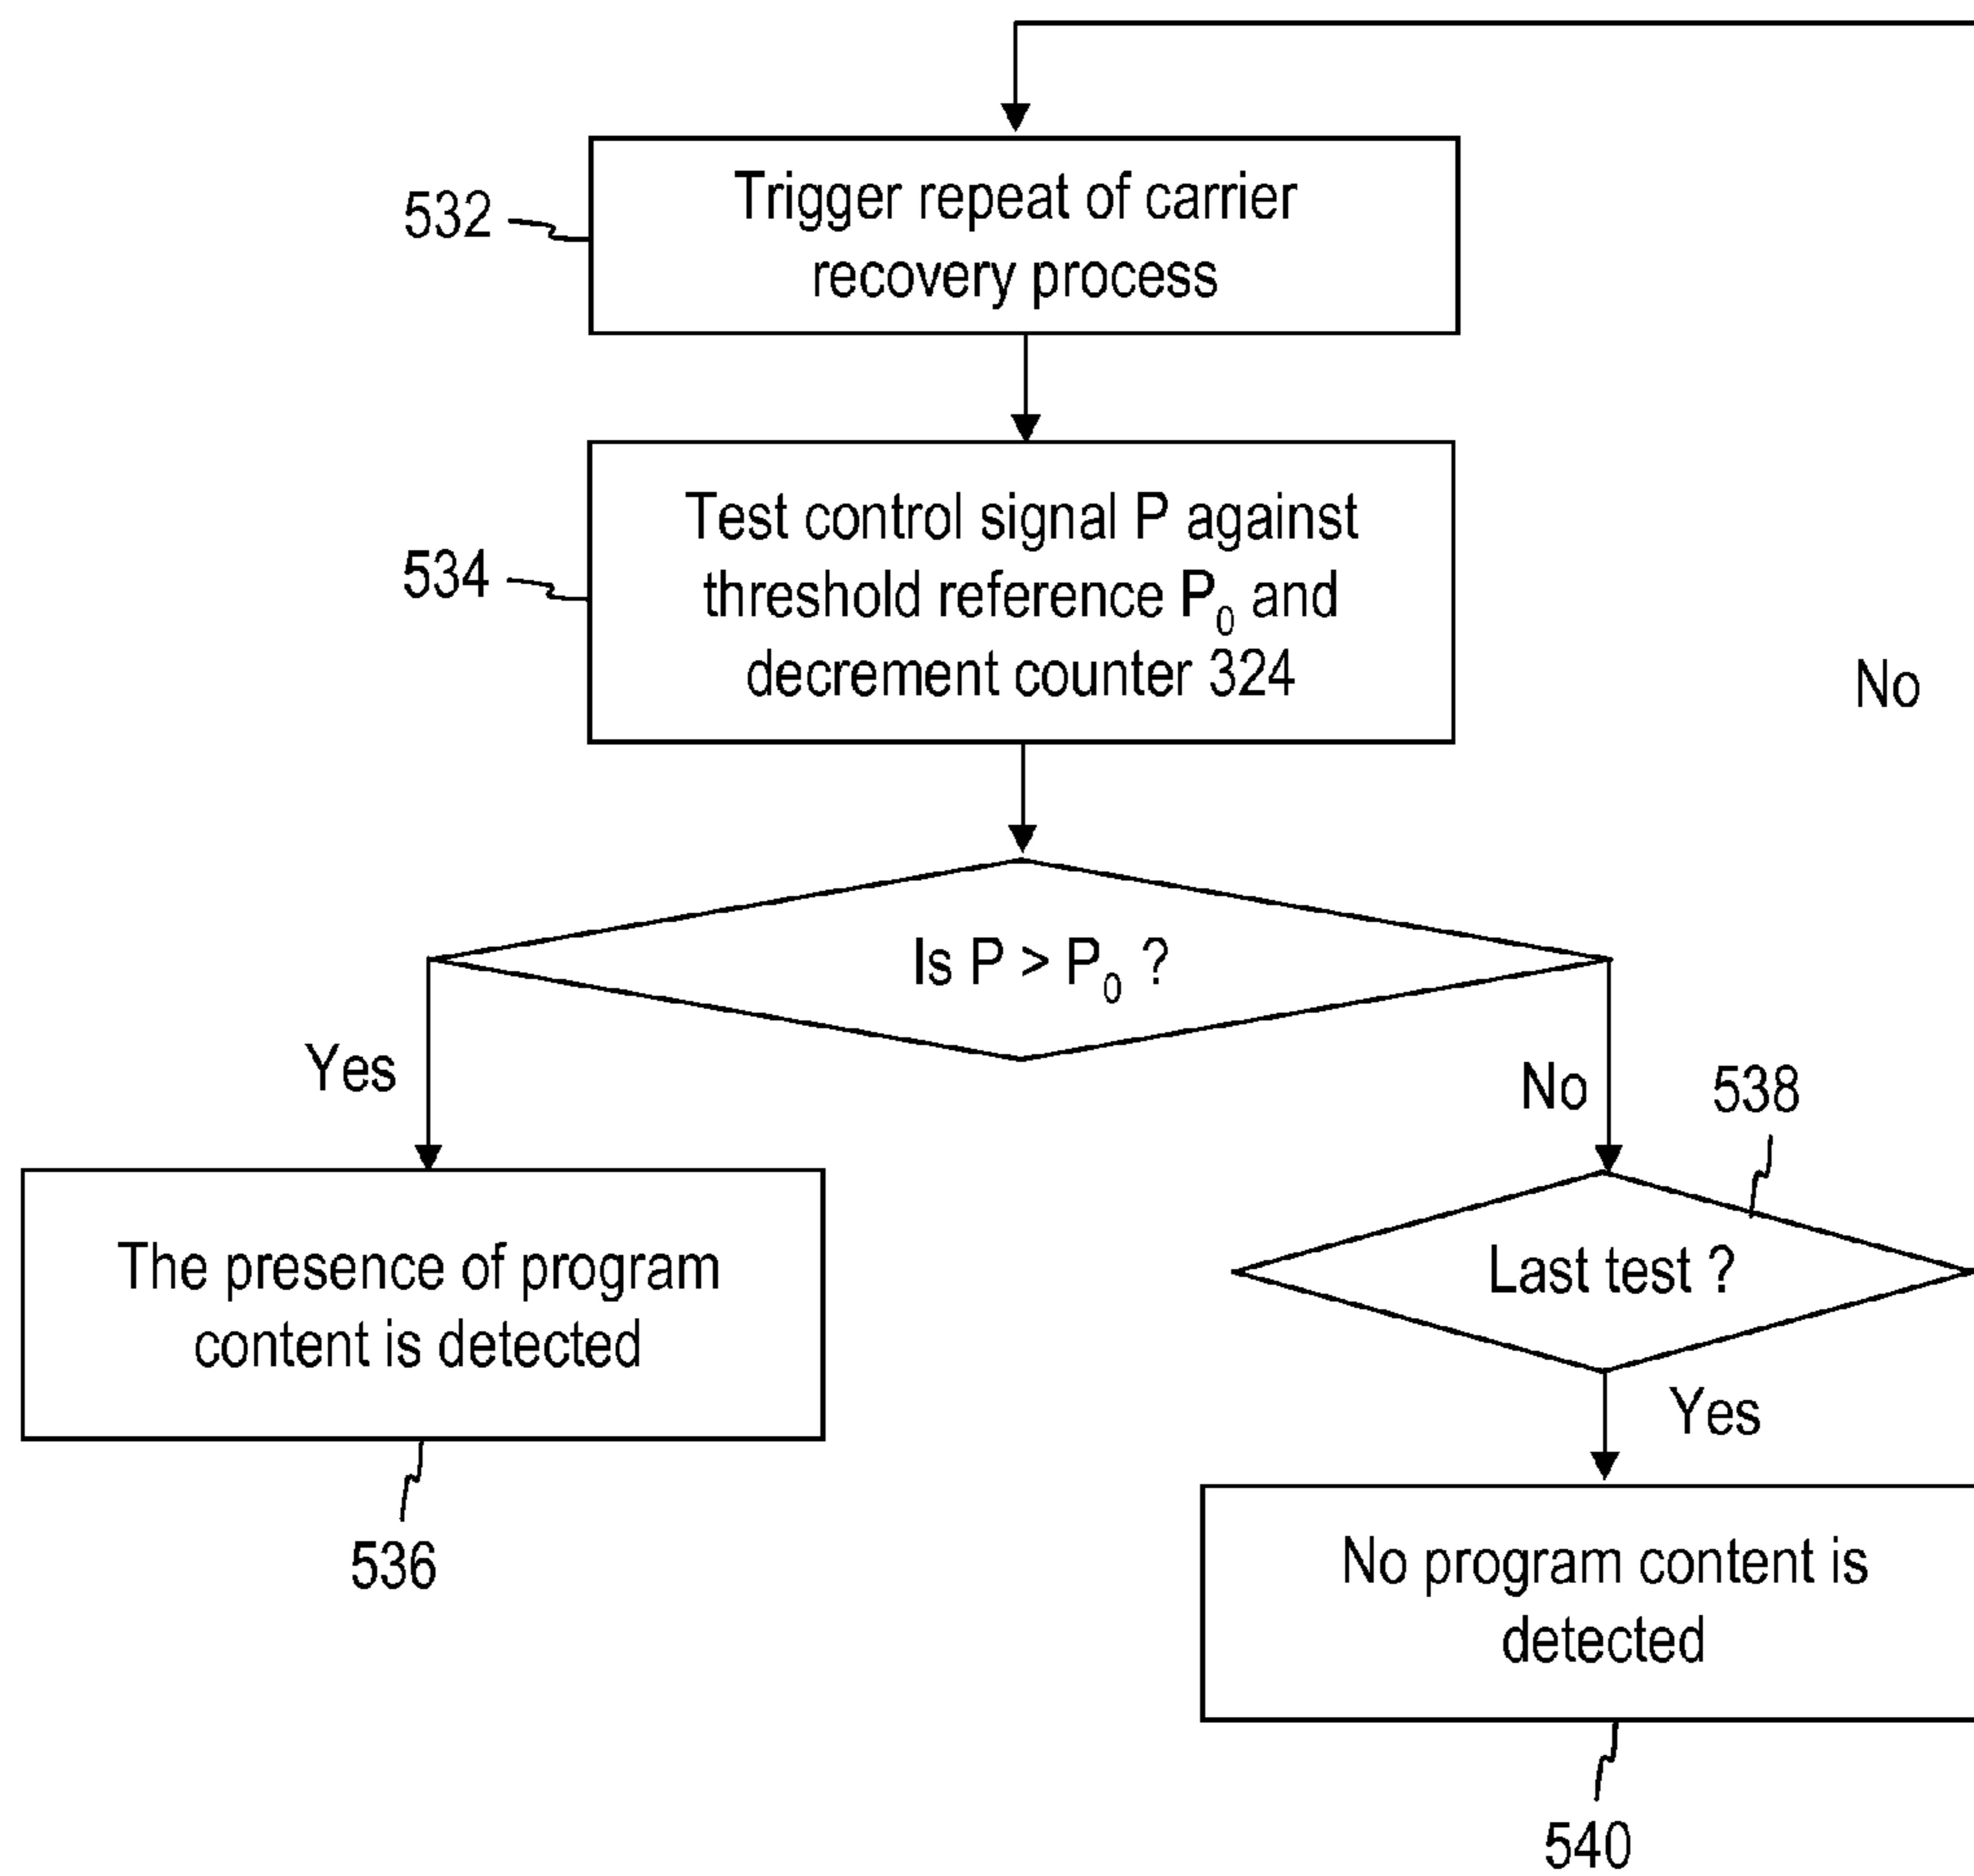 532
Trigger repeat of carrier
recovery process
534
Test control signal P against
threshold reference P₀ and
decrement counter 324
No
Is P > P₀ ?
Yes
No
538
The presence of program
content is detected
Last test ?
Yes
536
No program content is
detected
540